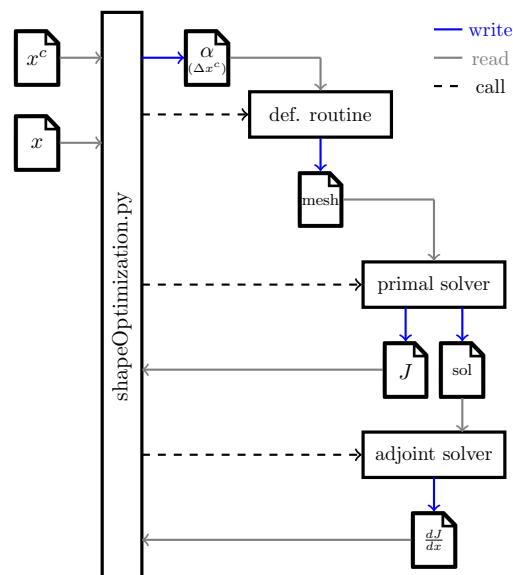 write
read
call
x^c
α
(Δx^c)
def. routine
x
mesh
shapeOptimization.py
primal solver
J
sol
adjoint solver
dJ
dx